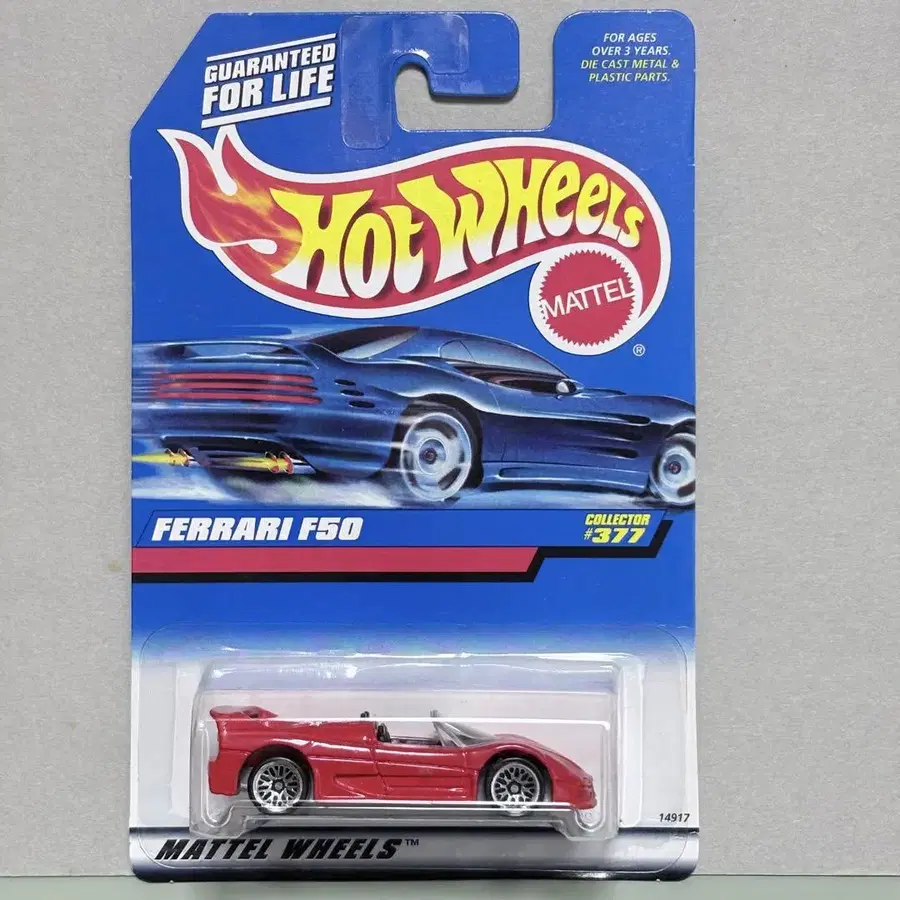 GUARANTEED
FOR LIFE
FOR AGES
OVER 3 YEARS.
DIE CAST METAL &
PLASTIC PARTS.
HOT WHEELS
MATTEL
®
FERRARI F50
COLLECTOR
#377
14917
MATTEL WHEELS™